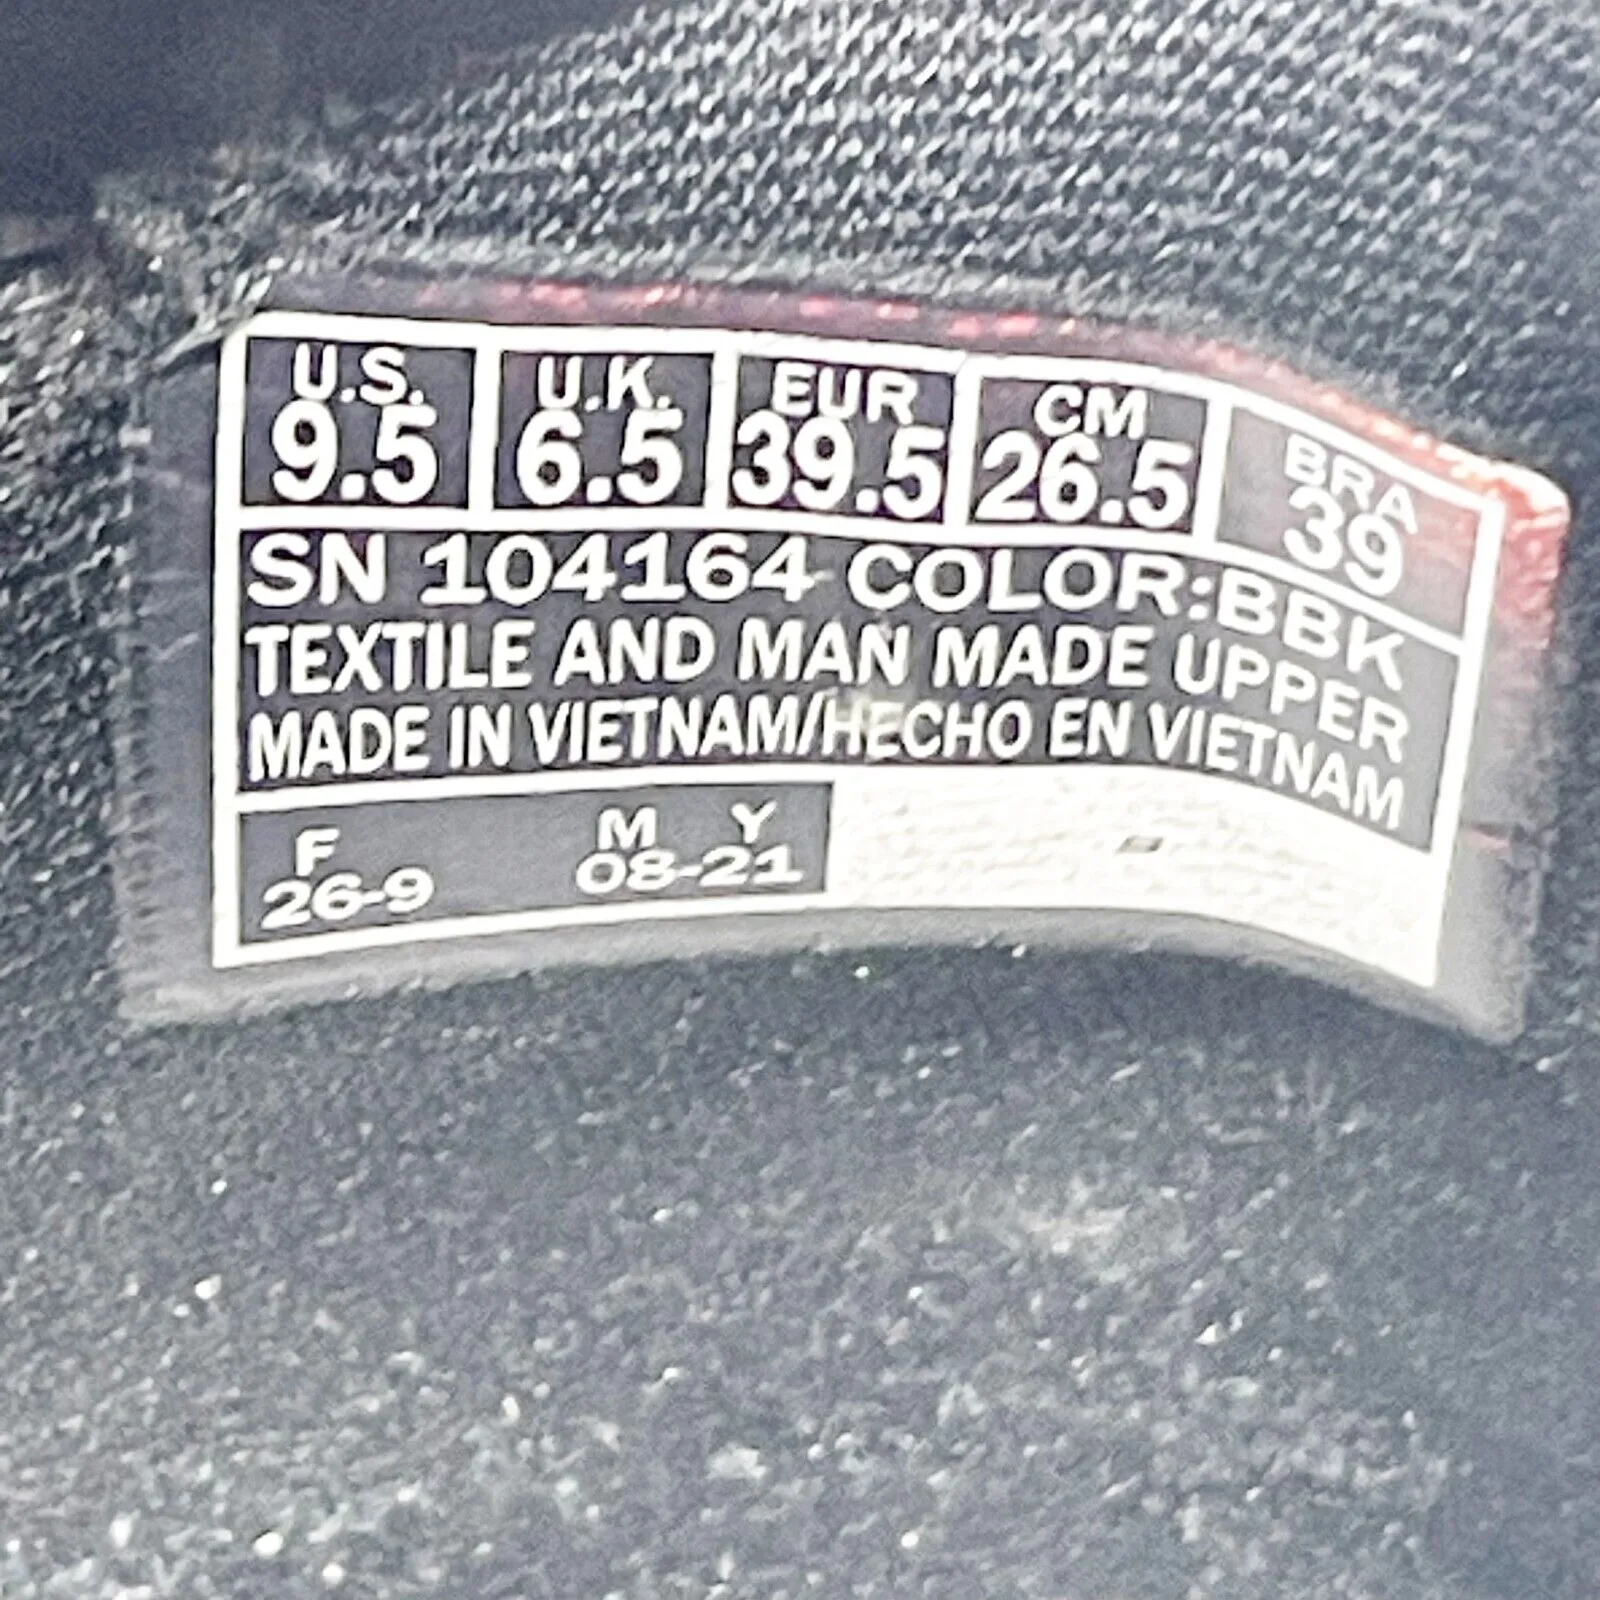 U.S. U.K. EUR CM BRA
9.5 6.5 39.5 26.5 39
SN 104164 COLOR:BBK
TEXTILE AND MAN MADE UPPER
MADE IN VIETNAM/HECHO EN VIETNAM
F M Y
26-9 08-21